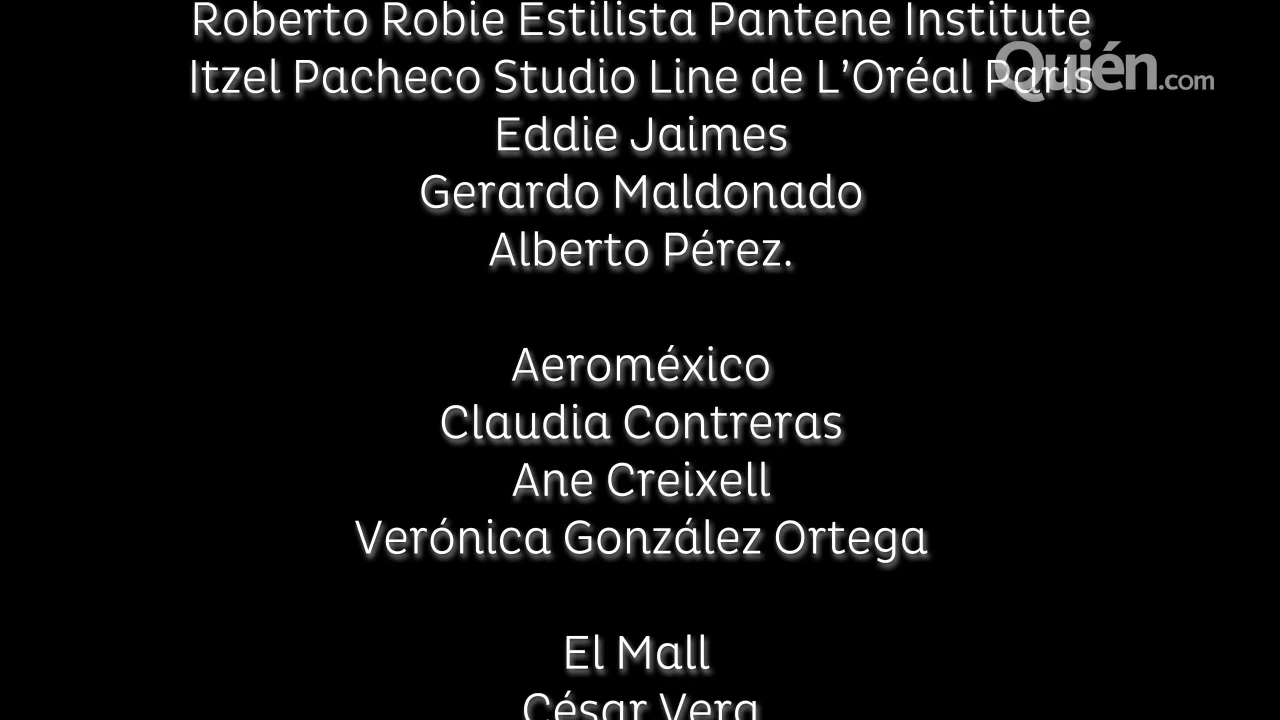 Roberto Robie Estilista Pantene Institute
Quién.com
Itzel Pacheco Studio Line de L’Oréal París
Eddie Jaimes
Gerardo Maldonado
Alberto Pérez.
Aeroméxico
Claudia Contreras
Ane Creixell
Verónica González Ortega
El Mall
César Vera